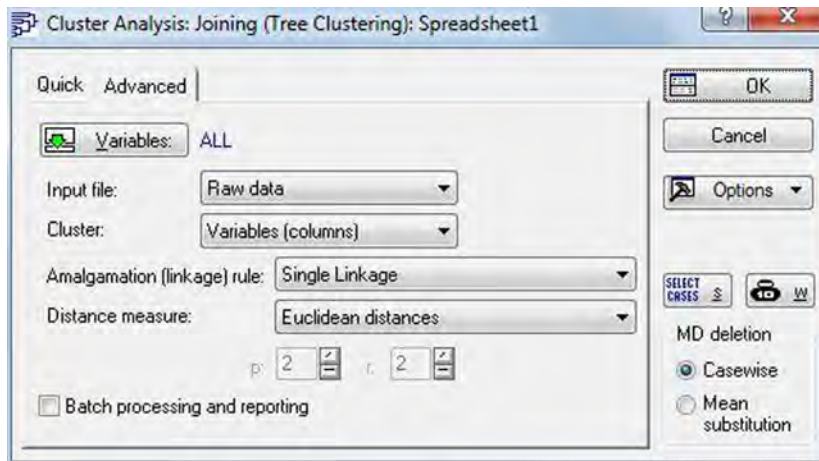 Cluster Analysis: Joining (Tree Clustering): Spreadsheet1
?
X
Quick Advanced
Variables: ALL
Input file: Raw data
Cluster: Variables (columns)
Amalgamation (linkage) rule: Single Linkage
Distance measure: Euclidean distances
p: 2 r: 2
Batch processing and reporting
OK
Cancel
Options
SELECT CASES S
W
MD deletion
Casewise
Mean
substitution